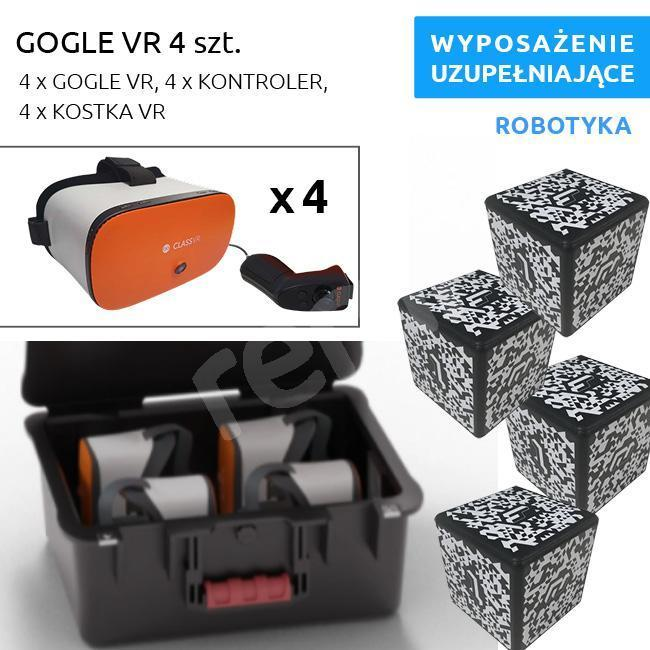 GOGLE VR 4 szt.
4 x GOGLE VR, 4 x KONTROLER,
4 x KOSTKA VR
WYPOSAŻENIE
UZUPEŁNIAJĄCE
ROBOTYKA
x 4
CLASSVR